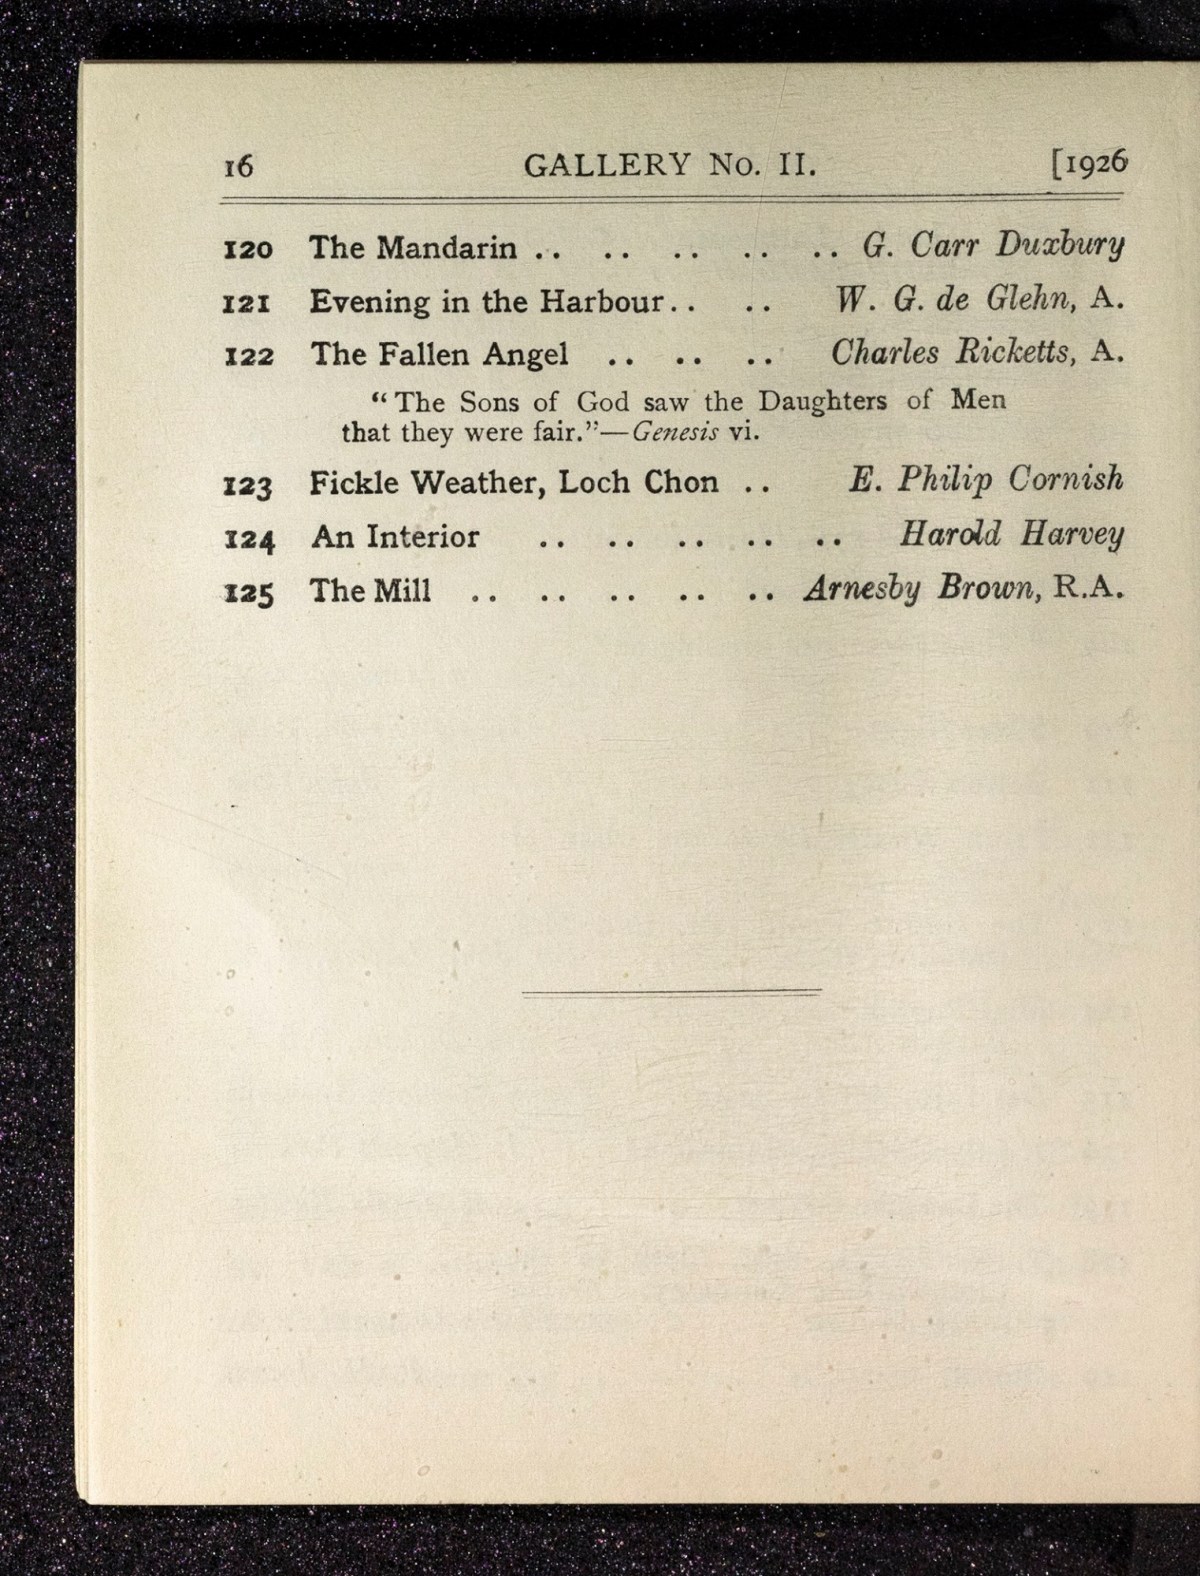 16 GALLERY No. II. [1926
120 The Mandarin .. .. .. .. .. G. Carr Duxbury
121 Evening in the Harbour.. .. W. G. de Glehn, A.
122 The Fallen Angel .. .. .. Charles Ricketts, A.
“The Sons of God saw the Daughters of Men
that they were fair.”—Genesis vi.
123 Fickle Weather, Loch Chon .. E. Philip Cornish
124 An Interior .. .. .. .. .. Harold Harvey
125 The Mill .. .. .. .. .. Arnesby Brown, R.A.